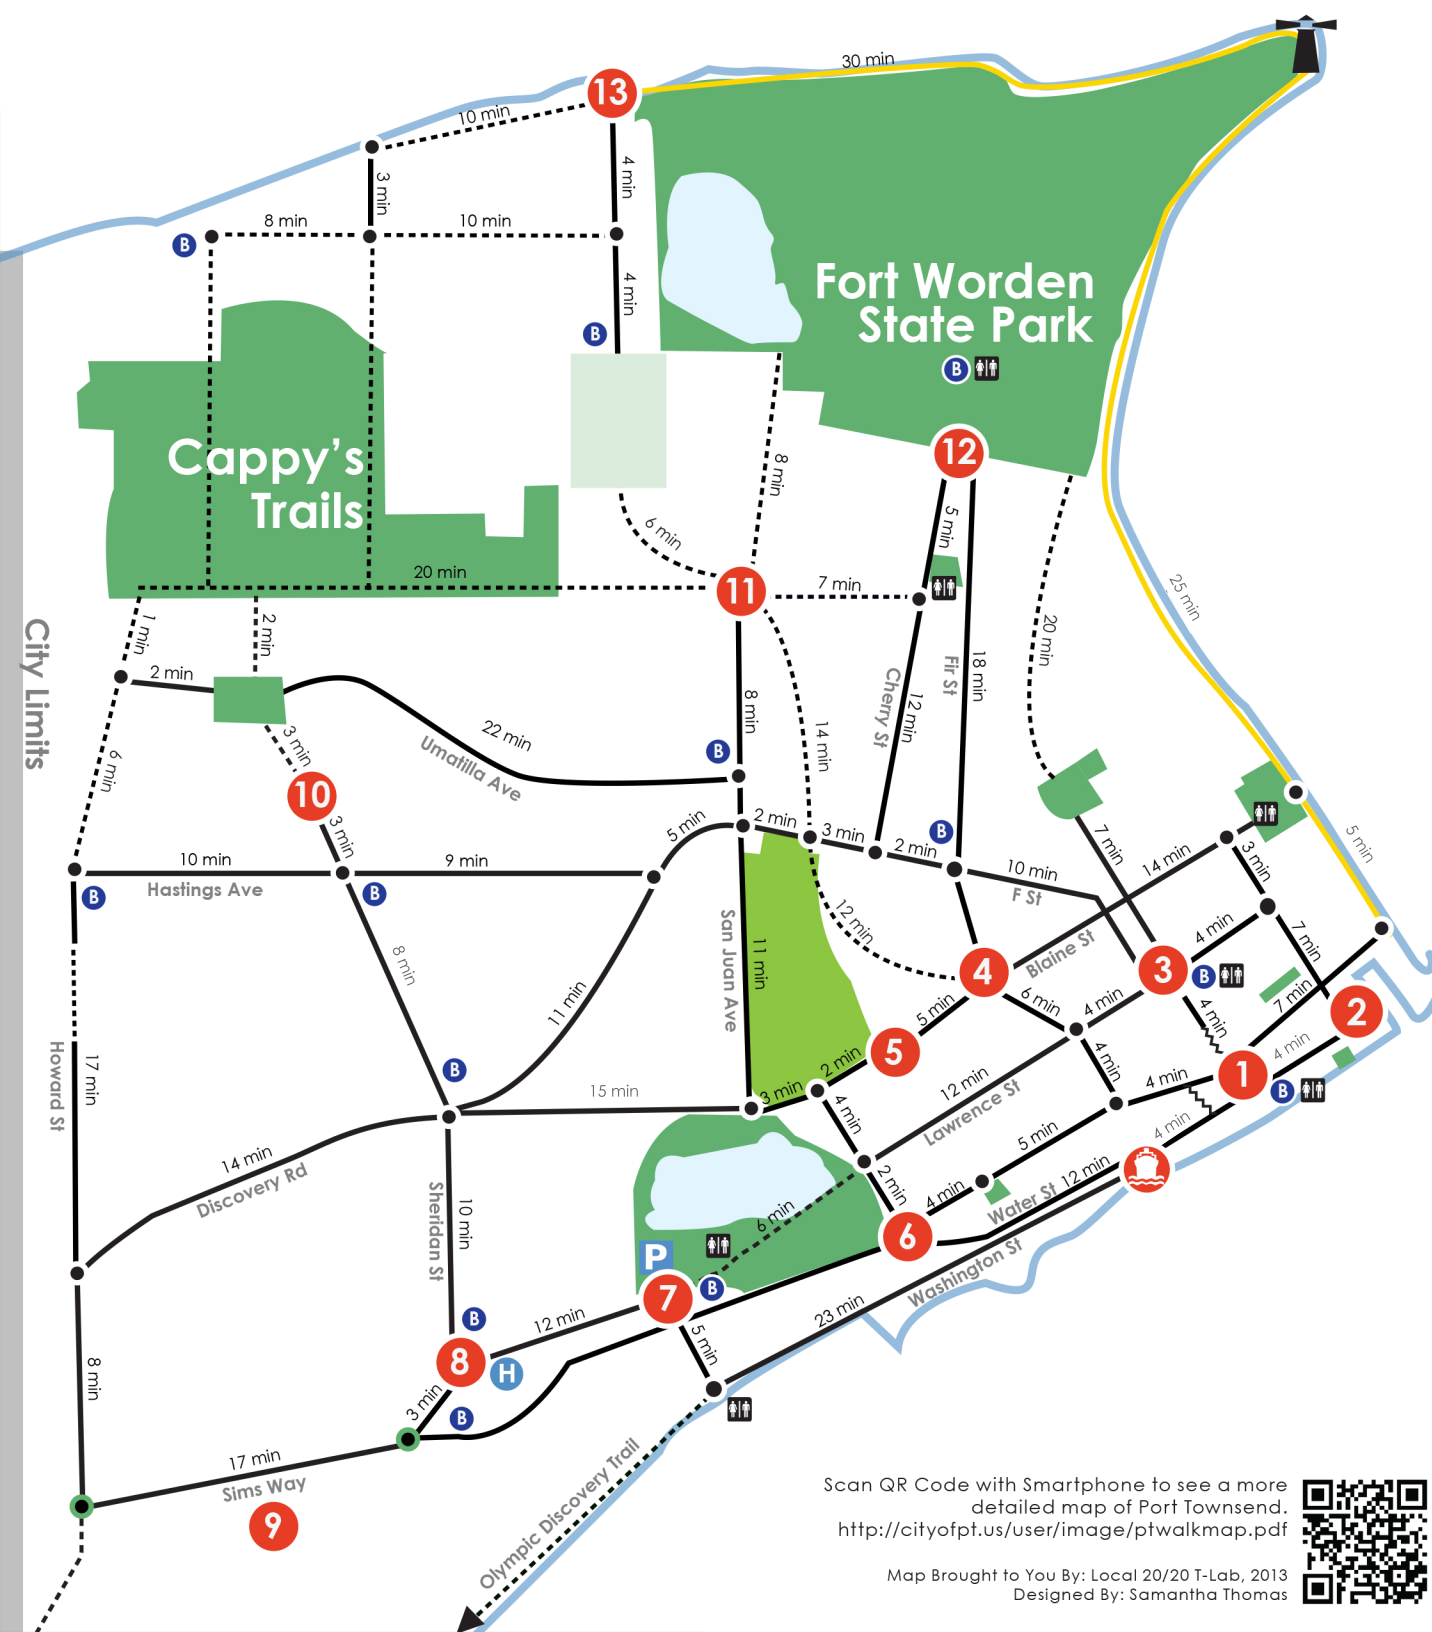 30 min
13
10 min
3 min
4 min
B
8 min
10 min
4 min
B
Fort Worden
State Park
B
Cappy's
Trails
12
8 min
5 min
6 min
20 min
11
7 min
25 min
City Limits
1 min
2 min
20 min
2 min
Cherry St
12 min
Fir St
18 min
8 min
14 min
22 min
Umatilla Ave
B
6 min
3 min
10
3 min
5 min
2 min
3 min
2 min
B
10 min
F St
7 min
14 min
3 min
5 min
10 min
Hastings Ave
B
9 min
B
12 min
San Juan Ave
11 min
8 min
11 min
Blaine St
4
3
B
4 min
7 min
6 min
4 min
4 min
7 min
2
5 min
5
2 min
4 min
4 min
1
4 min
B
Howard St
17 min
B
15 min
3 min
4 min
12 min
Lawrence St
4 min
5 min
14 min
Discovery Rd
Sheridan St
10 min
2 min
4 min
Water St
12 min
6 min
6
P
7
B
Washington St
23 min
8 min
B
8
H
12 min
5 min
3 min
B
17 min
Sims Way
9
Olympic Discovery Trail
Scan QR Code with Smartphone to see a more
detailed map of Port Townsend.
http://cityofpt.us/user/image/ptwalkmap.pdf
Map Brought to You By: Local 20/20 T-Lab, 2013
Designed By: Samantha Thomas